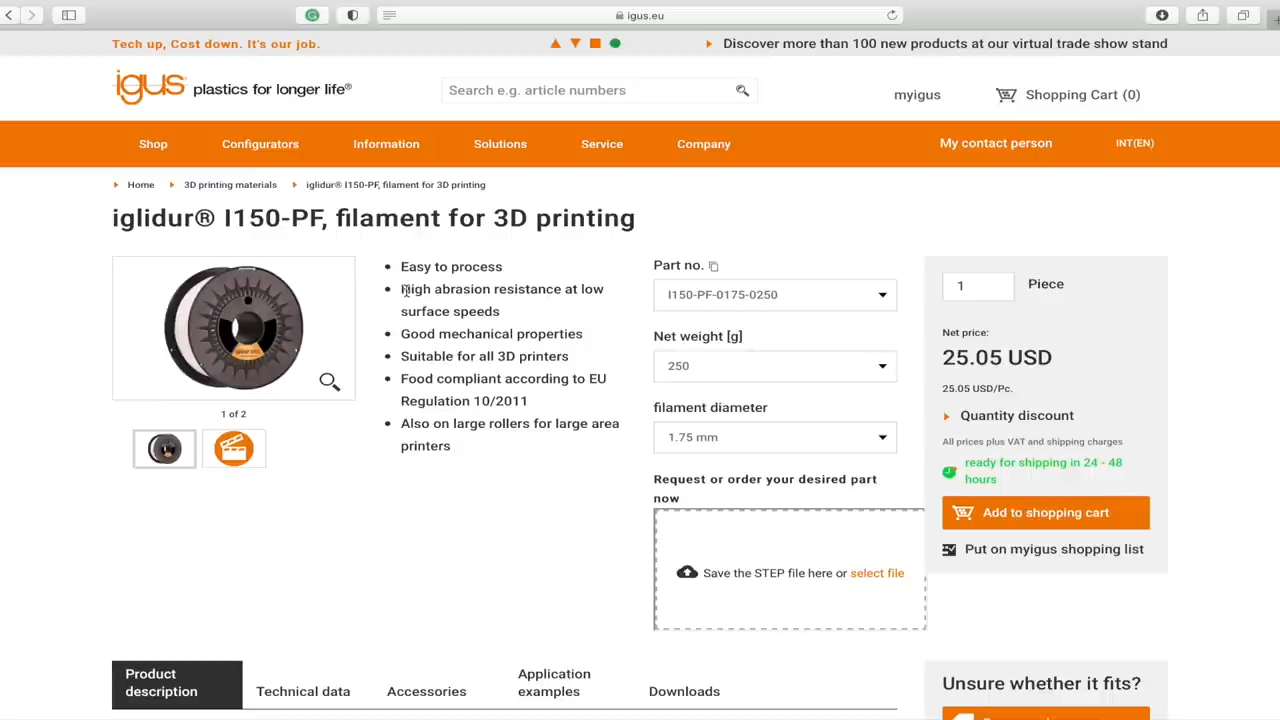 igus.eu
Tech up, Cost down. It's our job.
Discover more than 100 new products at our virtual trade show stand
igus® plastics for longer life®
Search e.g. article numbers
myigus
Shopping Cart (0)
Shop
Configurators
Information
Solutions
Service
Company
My contact person
INT(EN)
Home
3D printing materials
iglidur® I150-PF, filament for 3D printing
iglidur® I150-PF, filament for 3D printing
1 of 2
Easy to process
High abrasion resistance at low
surface speeds
Good mechanical properties
Suitable for all 3D printers
Food compliant according to EU
Regulation 10/2011
Also on large rollers for large area
printers
Part no.
I150-PF-0175-0250
Net weight [g]
250
filament diameter
1.75 mm
Request or order your desired part
now
Save the STEP file here or select file
1
Piece
Net price:
25.05 USD
25.05 USD/Pc.
Quantity discount
All prices plus VAT and shipping charges
ready for shipping in 24 - 48
hours
Add to shopping cart
Put on myigus shopping list
Product
description
Technical data
Accessories
Application
examples
Downloads
Unsure whether it fits?